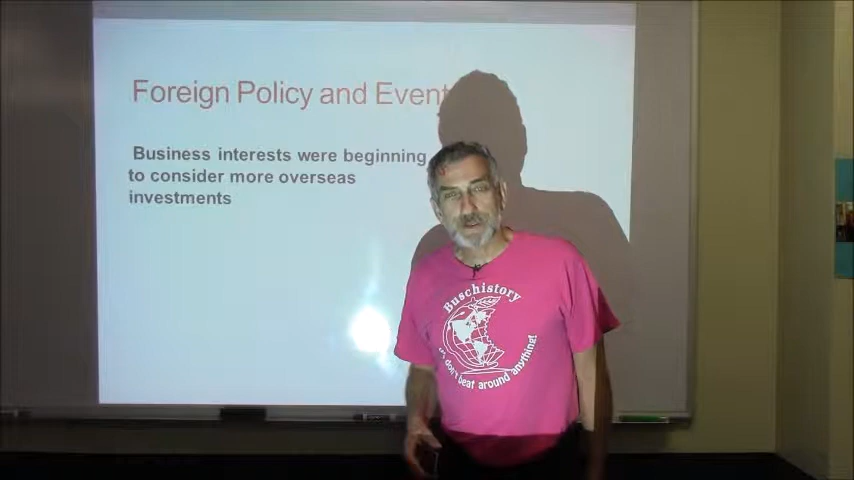 Foreign Policy and Event
Business interests were beginning
to consider more overseas
investments
Buschistory
don't beat around anything!